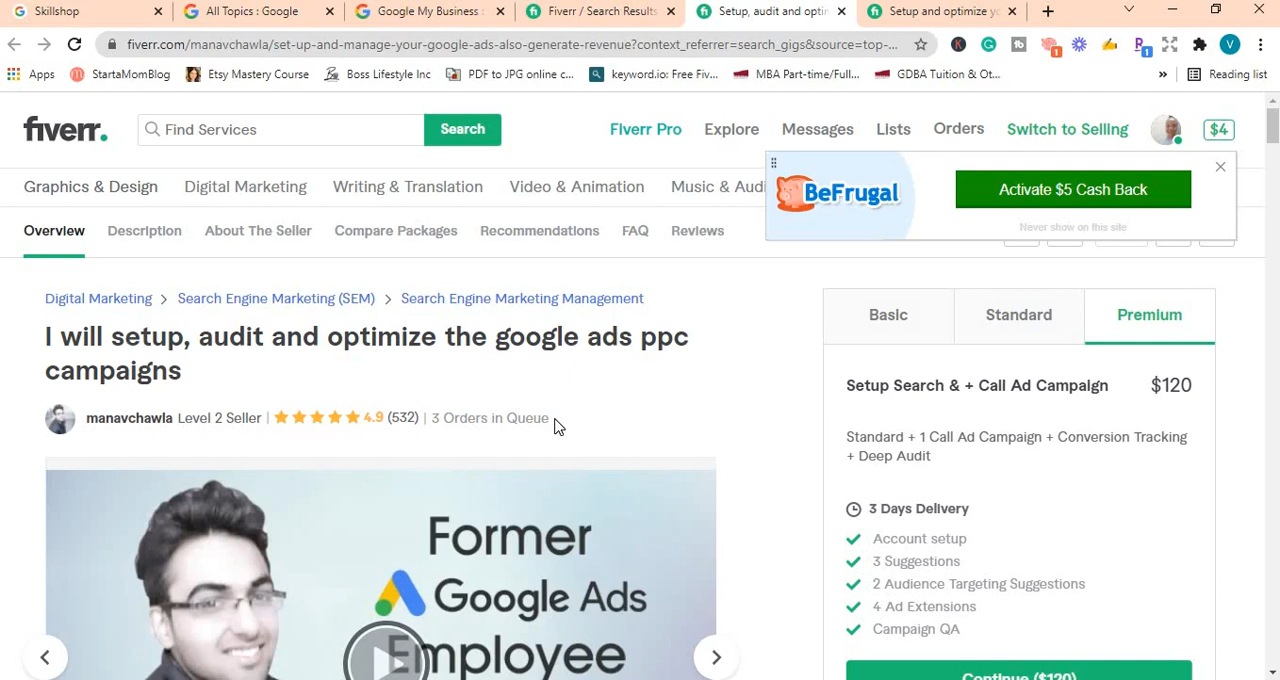 Skillshop
All Topics : Google
Google My Business :
Fiverr / Search Results
Setup, audit and optin
Setup and optimize yo
fiverr.com/manavchawla/set-up-and-manage-your-google-ads-also-generate-revenue?context_referrer=search_gigs&source=top-...
Apps
StartaMomBlog
Etsy Mastery Course
Boss Lifestyle Inc
PDF to JPG online c...
keyword.io: Free Fiv...
MBA Part-time/Full...
GDBA Tuition & Ot...
»
Reading list
fiverr.
Find Services
Search
Fiverr Pro
Explore
Messages
Lists
Orders
Switch to Selling
$4
Graphics & Design
Digital Marketing
Writing & Translation
Video & Animation
Music & Audi
BeFrugal
Activate $5 Cash Back
Never show on this site
Overview
Description
About The Seller
Compare Packages
Recommendations
FAQ
Reviews
Digital Marketing > Search Engine Marketing (SEM) > Search Engine Marketing Management
I will setup, audit and optimize the google ads ppc
campaigns
manavchawla Level 2 Seller | 4.9 (532) | 3 Orders in Queue
Former
Google Ads
Employee
Basic
Standard
Premium
Setup Search & + Call Ad Campaign
$120
Standard + 1 Call Ad Campaign + Conversion Tracking
+ Deep Audit
3 Days Delivery
Account setup
3 Suggestions
2 Audience Targeting Suggestions
4 Ad Extensions
Campaign QA
Continue ($120)